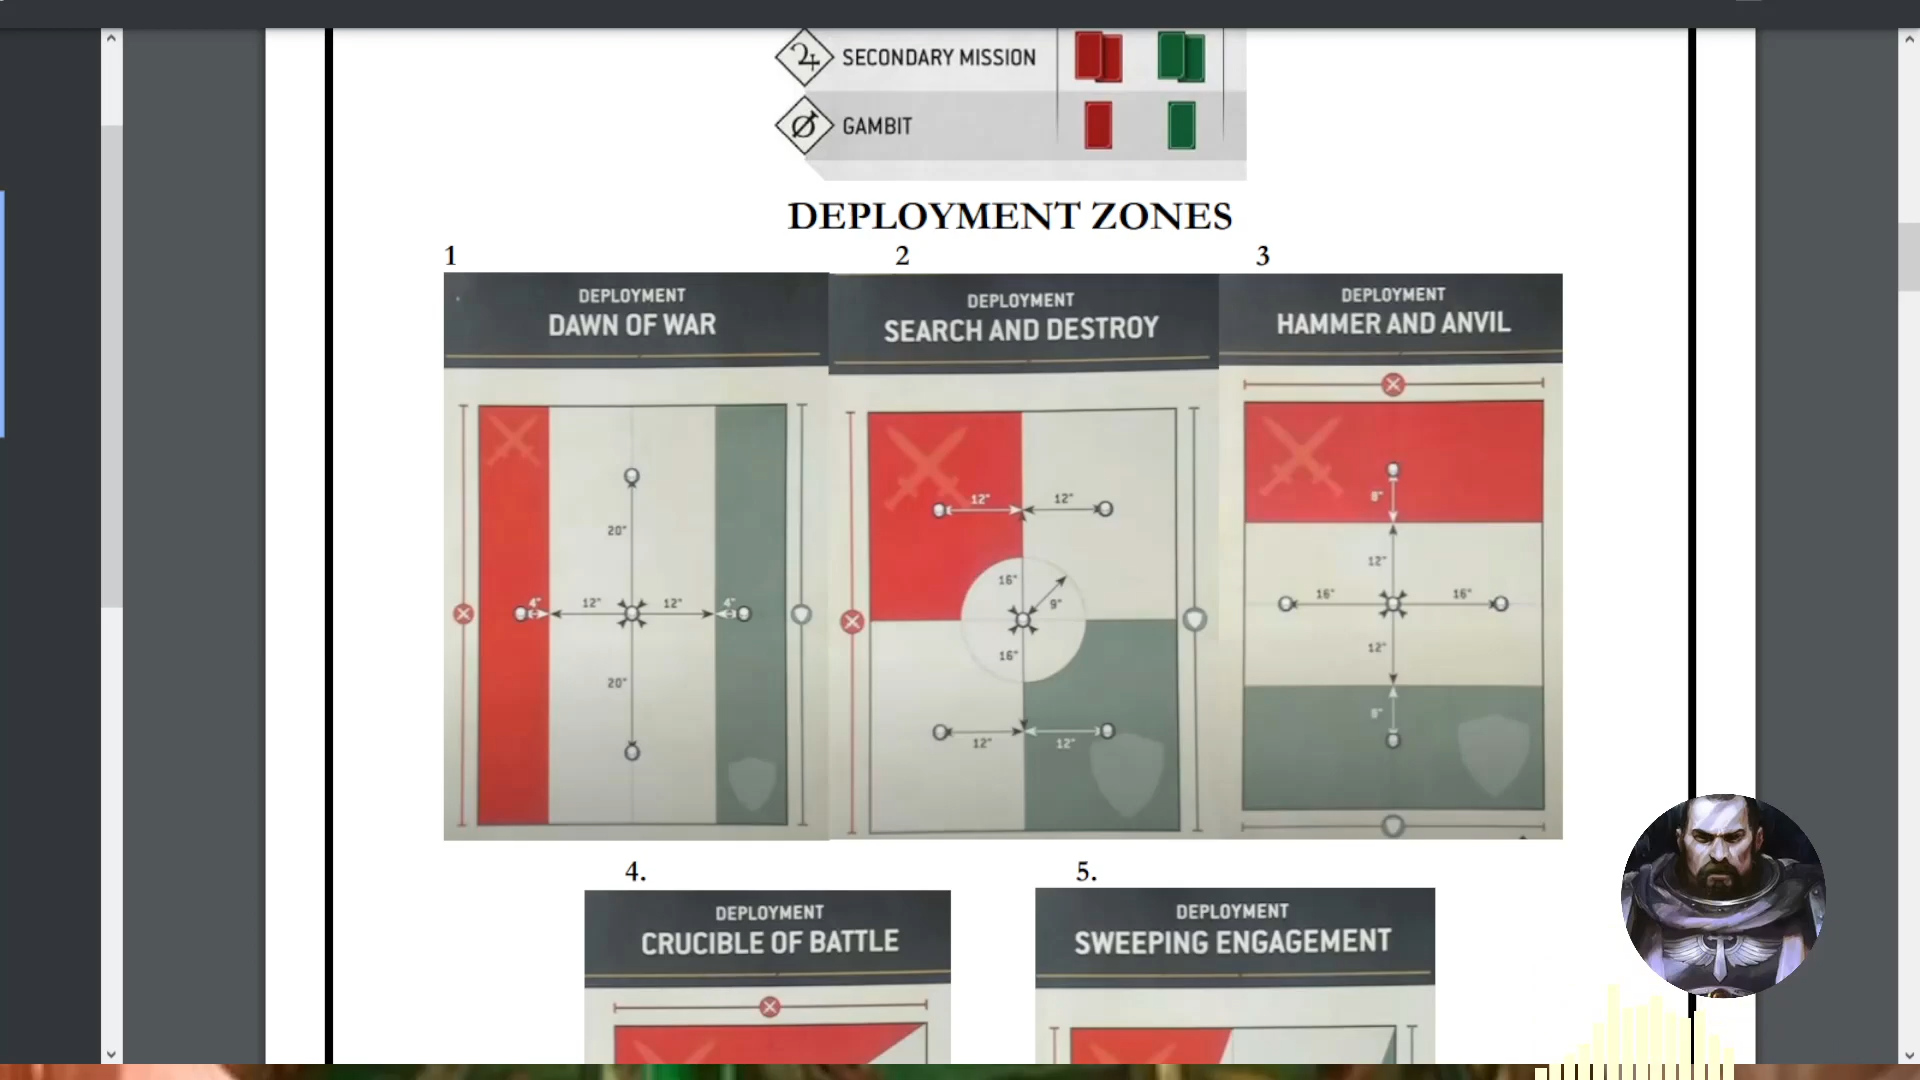 SECONDARY MISSION
GAMBIT
DEPLOYMENT ZONES
1 2 3
DEPLOYMENT
DAWN OF WAR
20"
4" 12" 12" 4"
20"
DEPLOYMENT
SEARCH AND DESTROY
12" 12"
16"
9"
16"
12" 12"
DEPLOYMENT
HAMMER AND ANVIL
8"
12"
16" 16"
12"
8"
4. 5.
DEPLOYMENT
CRUCIBLE OF BATTLE
DEPLOYMENT
SWEEPING ENGAGEMENT